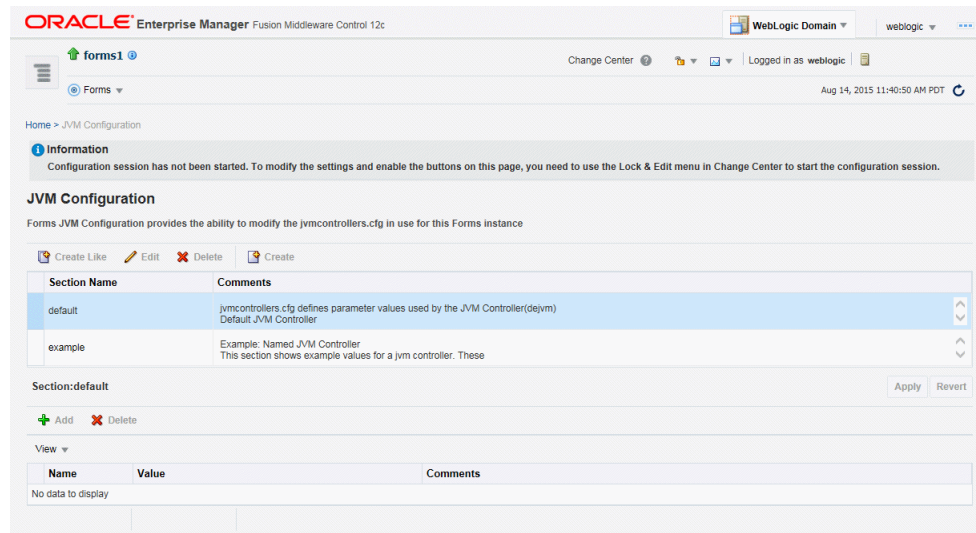 ORACLE Enterprise Manager Fusion Middleware Control 12c
WebLogic Domain
weblogic
forms1
Change Center
Logged in as weblogic
Forms
Aug 14, 2015 11:40:50 AM PDT
Home > JVM Configuration
Information
Configuration session has not been started. To modify the settings and enable the buttons on this page, you need to use the Lock & Edit menu in Change Center to start the configuration session.
JVM Configuration
Forms JVM Configuration provides the ability to modify the jvmcontrollers.cfg in use for this Forms instance
Create Like Edit Delete Create
Section Name Comments
default
jvmcontrollers.cfg defines parameter values used by the JVM Controller(dejvm)
Default JVM Controller
example
Example: Named JVM Controller
This section shows example values for a jvm controller. These
Section:default
Apply Revert
Add Delete
View
Name Value Comments
No data to display